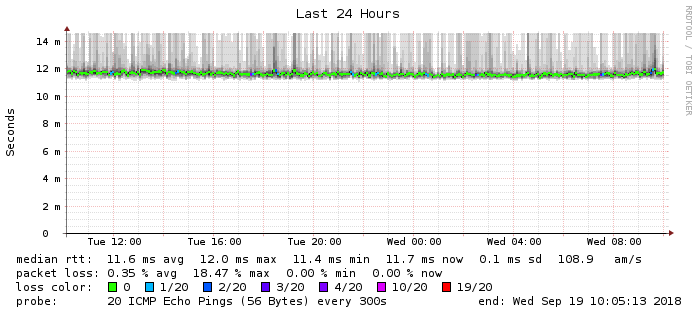 Last 24 Hours
RRDTOOL / TOBI OETIKER
Seconds
14 m
12 m
10 m
8 m
6 m
4 m
2 m
0
Tue 12:00 Tue 16:00 Tue 20:00 Wed 00:00 Wed 04:00 Wed 08:00
median rtt: 11.6 ms avg 12.0 ms max 11.4 ms min 11.7 ms now 0.1 ms sd 108.9 am/s
packet loss: 0.35 % avg 18.47 % max 0.00 % min 0.00 % now
loss color: 0 1/20 2/20 3/20 4/20 10/20 19/20
probe: 20 ICMP Echo Pings (56 Bytes) every 300s end: Wed Sep 19 10:05:13 2018